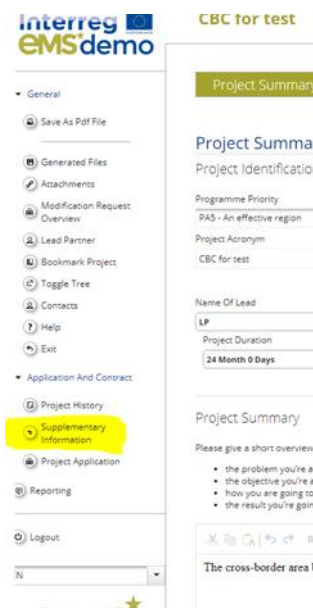 Interreg
eMS demo
General
Save As Pdf File
Generated Files
Attachments
Modification Request
Overview
Lead Partner
Bookmark Project
Toggle Tree
Contacts
Help
Exit
Application And Contract
Project History
Supplementary
Information
Project Application
Reporting
Logout
EN
CBC for test
Project Summary
Project Summa
Project Identification
Programme Priority
PA5 - An effective region
Project Acronym
CBC for test
Name Of Lead
LP
Project Duration
24 Month 0 Days
Project Summary
Please give a short overview
the problem you're a
the objective you're a
how you are going to
the result you're goin
The cross-border area